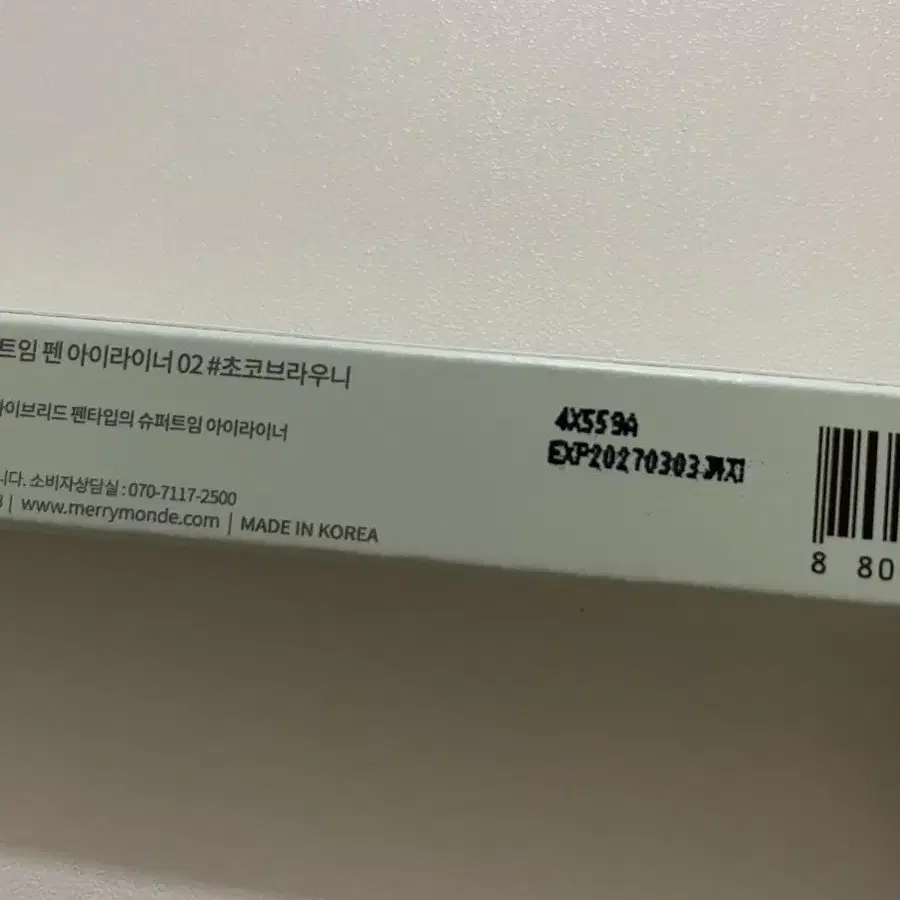 트임 펜 아이라이너 02 #초코브라우니
이브리드 펜타입의 슈퍼트임 아이라이너
니다. 소비자상담실 : 070-7117-2500
| www.merrymonde.com | MADE IN KOREA
4X559A
EXP20270303까지
8 80